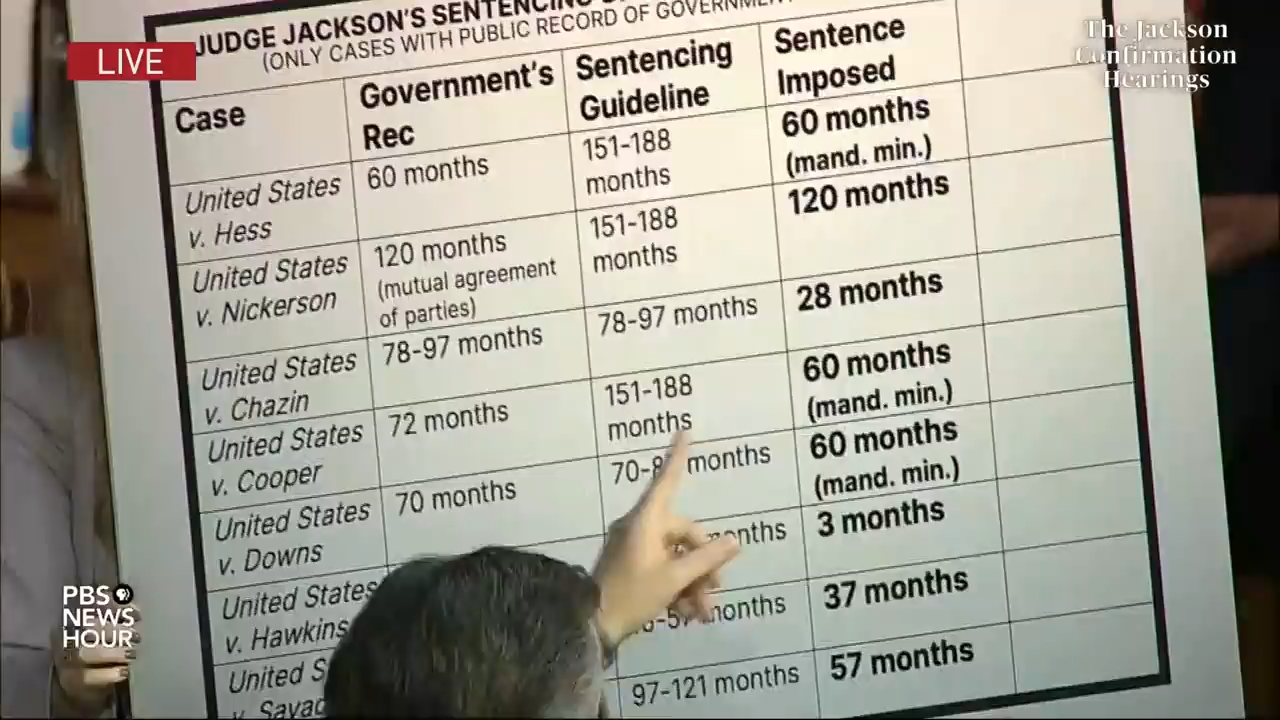 LIVE
The Jackson
Confirmation
Hearings
JUDGE JACKSON'S
(ONLY CASES WITH PUBLIC RECORD OF
Case
Government's
Rec
Sentencing
Guideline
Sentence
Imposed
United States
v. Hess
60 months
151-188
months
60 months
(mand. min.)
United States
v. Nickerson
120 months
(mutual agreement
of parties)
151-188
months
120 months
United States
v. Chazin
78-97 months
78-97 months
28 months
United States
v. Cooper
72 months
151-188
months
60 months
(mand. min.)
United States
v. Downs
70 months
months
60 months
(mand. min.)
United States
v. Hawkins
3 months
months
37 months
United
97-121 months
57 months
PBS
NEWS
HOUR